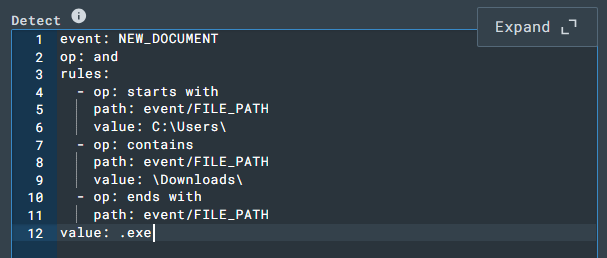 Detect
Expand
1 event: NEW_DOCUMENT
2 op: and
3 rules:
4   - op: starts with
5     path: event/FILE_PATH
6     value: C:\Users\
7   - op: contains
8     path: event/FILE_PATH
9     value: \Downloads\
10   - op: ends with
11     path: event/FILE_PATH
12 value: .exe